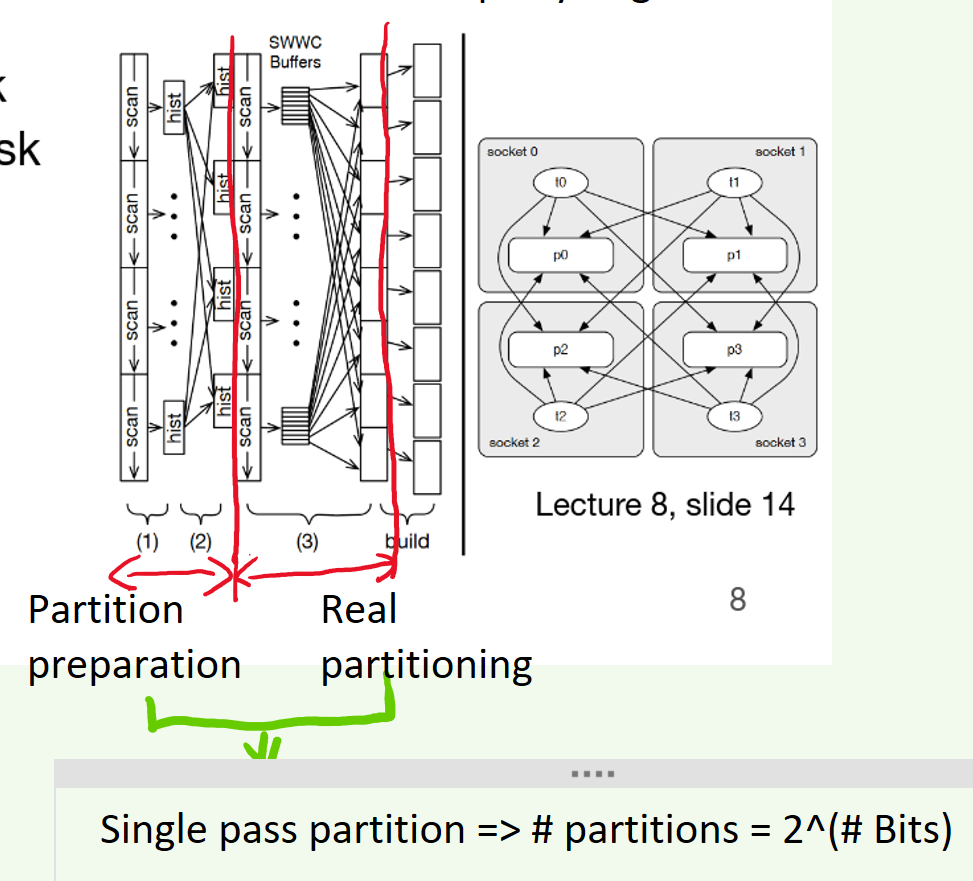 k
sk
SWWC
Buffers
scan
hist
hist
scan
scan
hist
scan
scan
hist
scan
scan
hist
hist
scan
(1)
(2)
(3)
build
socket 0
socket 1
t0
t1
p0
p1
p2
p3
t2
t3
socket 2
socket 3
Lecture 8, slide 14
8
Partition
preparation
Real
partitioning
Single pass partition => # partitions = 2^(# Bits)